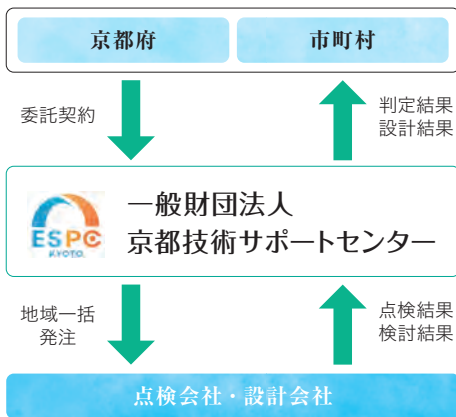 京都府
市町村
委託契約
判定結果
設計結果
ESPC
KYOTO.
一般財団法人
京都技術サポートセンター
地域一括
発注
点検結果
検討結果
点検会社・設計会社